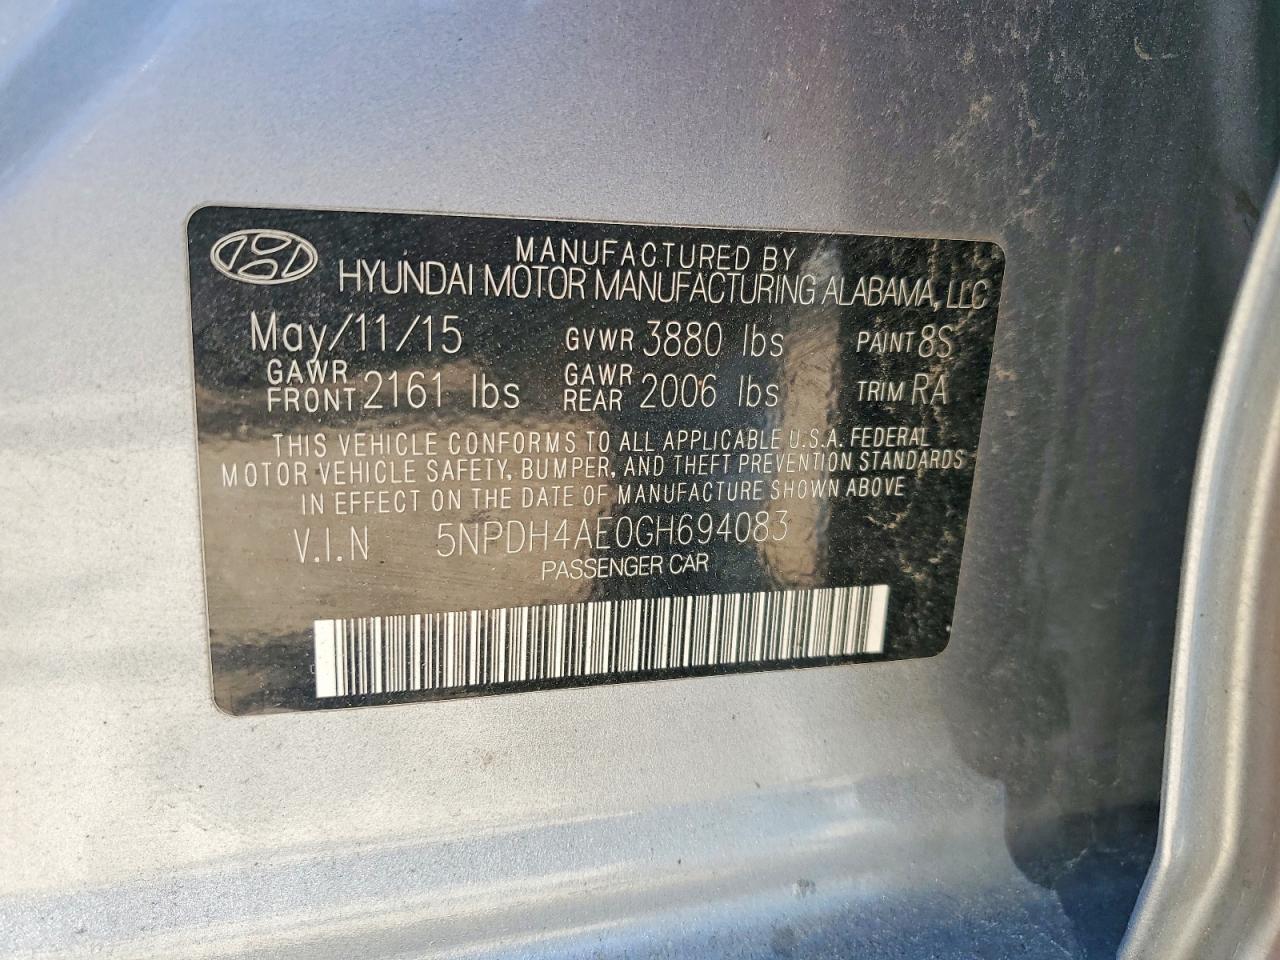 MANUFACTURED BY
HYUNDAI MOTOR MANUFACTURING ALABAMA, LLC
May/11/15 GVWR 3880 lbs PAINT 8S
GAWR FRONT 2161 lbs GAWR REAR 2006 lbs TRIM RA
THIS VEHICLE CONFORMS TO ALL APPLICABLE U.S.A. FEDERAL
MOTOR VEHICLE SAFETY, BUMPER, AND THEFT PREVENTION STANDARDS
IN EFFECT ON THE DATE OF MANUFACTURE SHOWN ABOVE
V.I.N 5NPDH4AE0GH694083
PASSENGER CAR